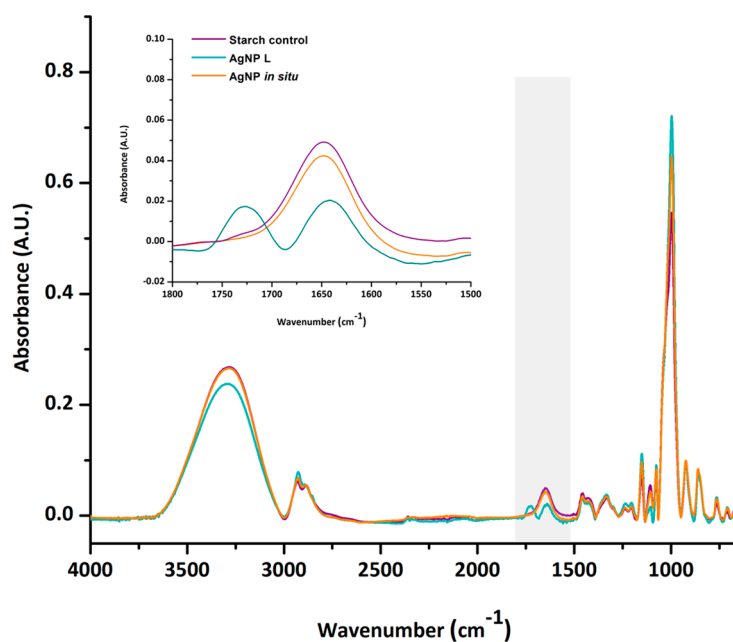 Starch control
AgNP L
AgNP in situ
0.10
0.08
0.06
0.04
0.02
0.00
-0.02
Absorbance (A.U.)
1800 1750 1700 1650 1600 1550 1500
Wavenumber (cm-1)
0.8
0.6
0.4
0.2
0.0
Absorbance (A.U.)
4000 3500 3000 2500 2000 1500 1000
Wavenumber (cm-1)